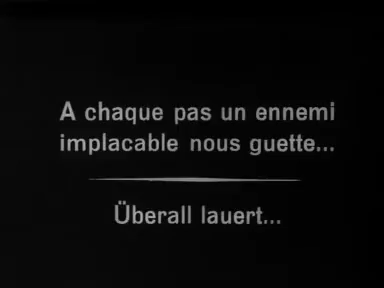 A chaque pas un ennemi
implacable nous guette...
Überall lauert...